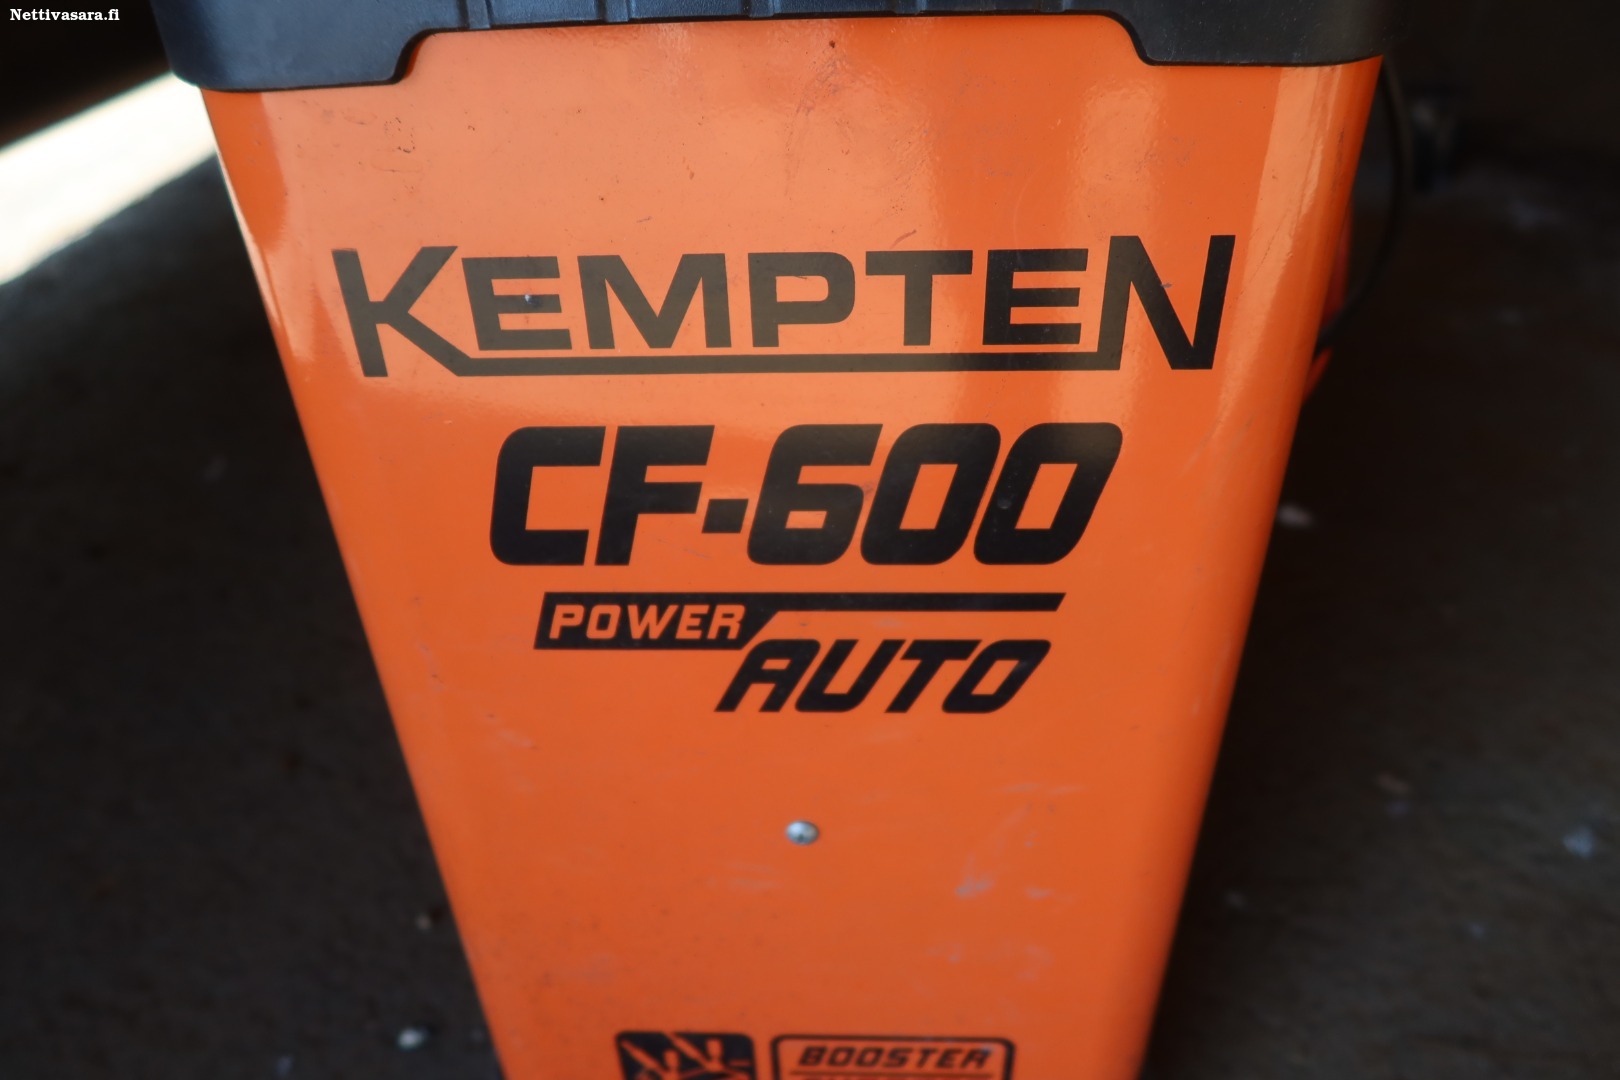 Nettivasara.fi
KEMPTEN
CF-600
POWER
AUTO
BOOSTER